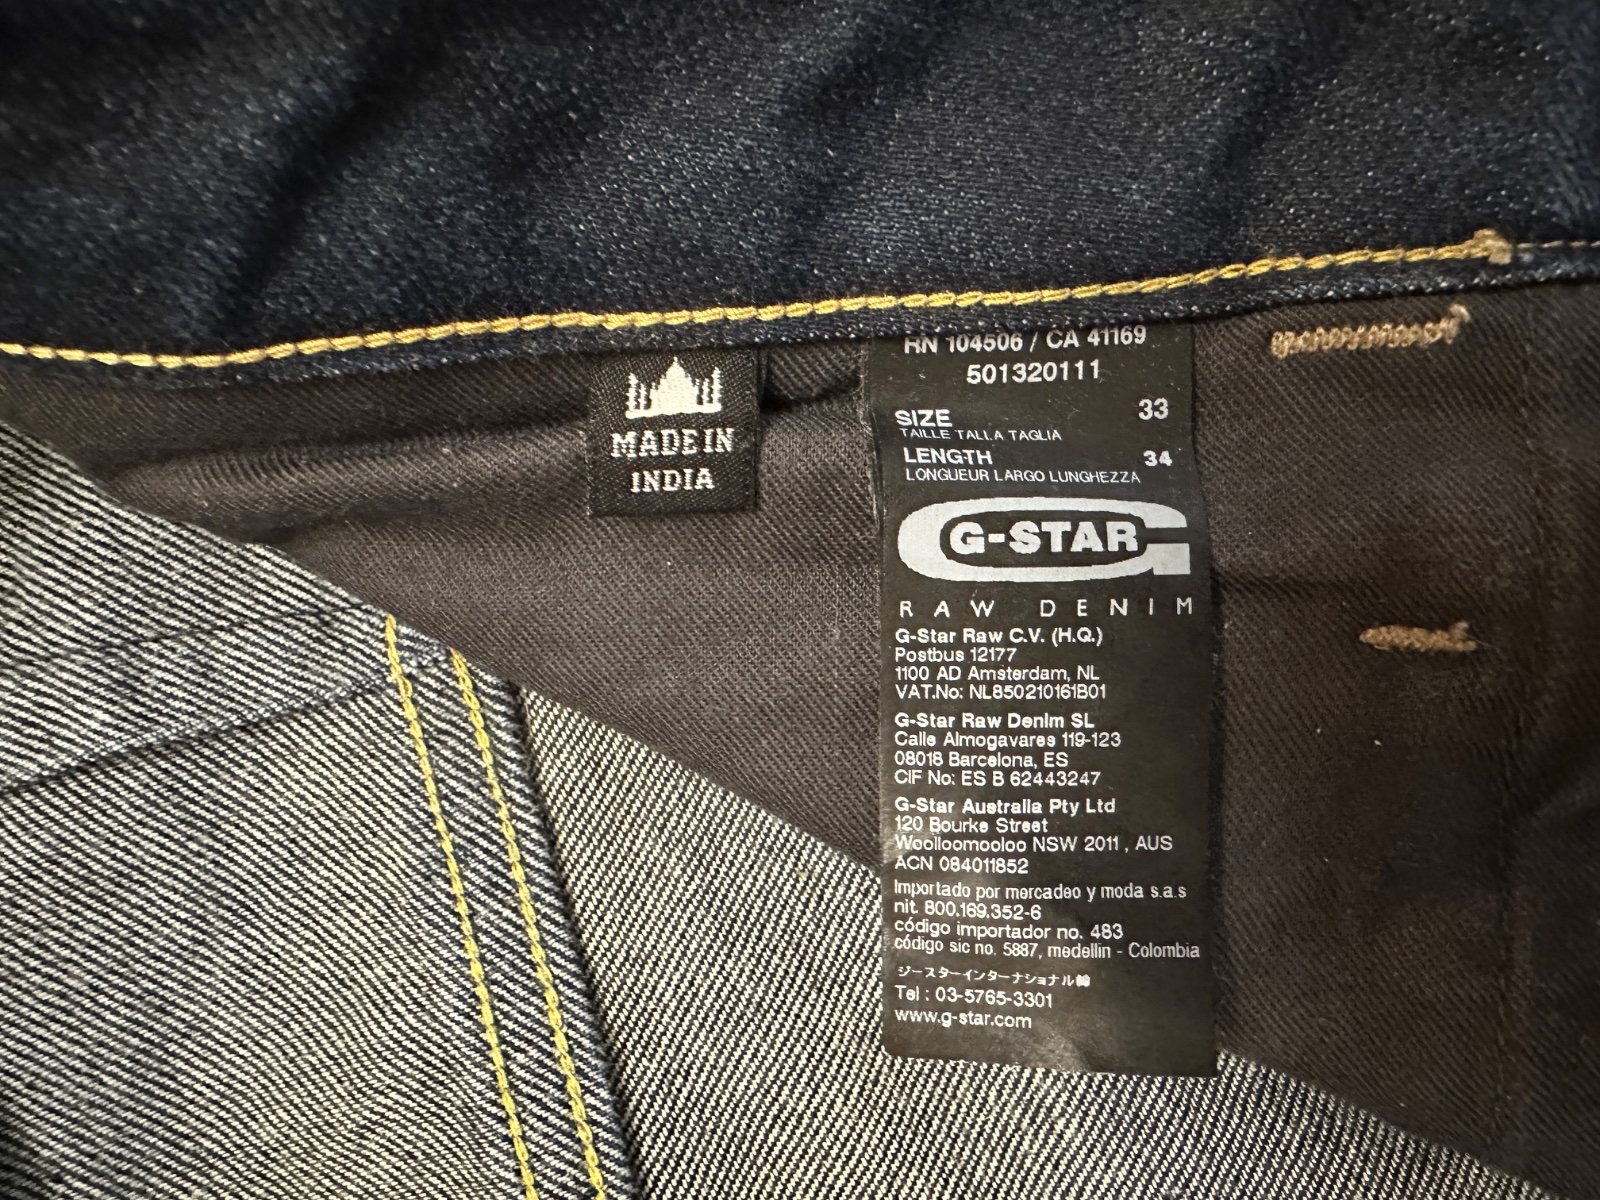 MADE IN
INDIA
RN 104506 / CA 41169
501320111
SIZE 33
TAILLE TALLA TAGLIA
LENGTH 34
LONGUEUR LARGO LUNGHEZZA
G-STAR
RAW DENIM
G-Star Raw C.V. (H.Q.)
Postbus 12177
1100 AD Amsterdam, NL
VAT.No: NL850210161B01
G-Star Raw Denim SL
Calle Almogavares 119-123
08018 Barcelona, ES
CIF No: ES B 62443247
G-Star Australia Pty Ltd
120 Bourke Street
Woolloomooloo NSW 2011 , AUS
ACN 084011852
Importado por mercadeo y moda s.a.s
nit. 800.169.352-6
código importador no. 483
código sic no. 5887, medellin - Colombia
ジースターインターナショナル
Tel : 03-5765-3301
www.g-star.com